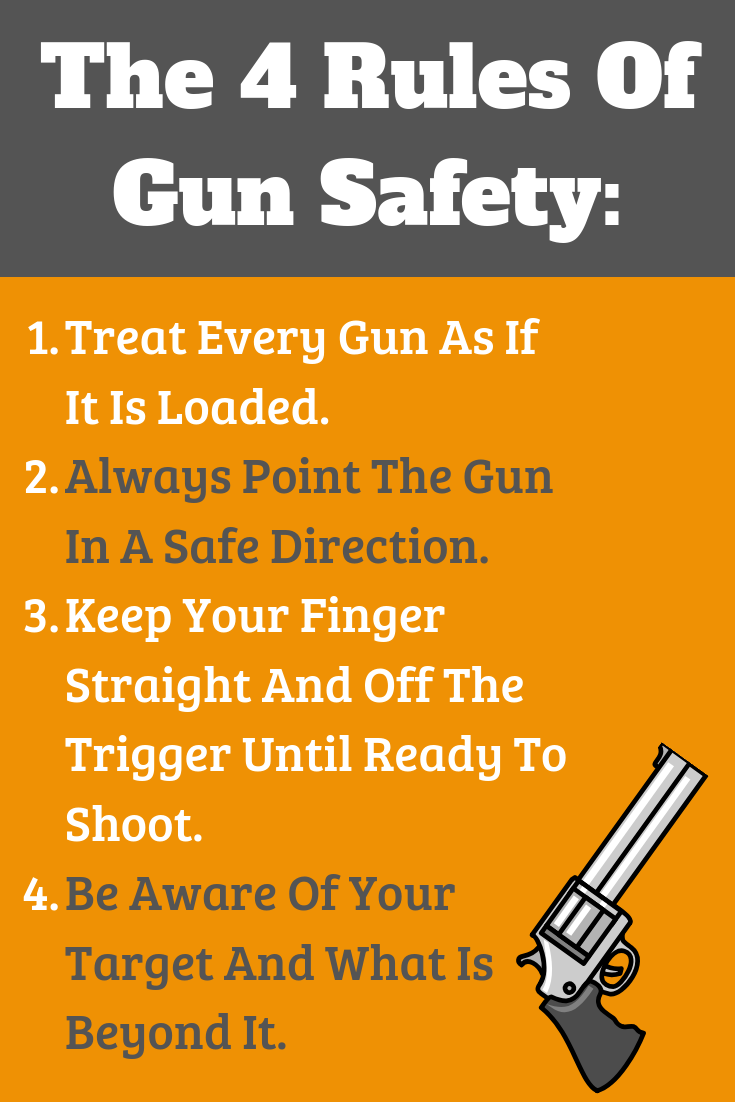 The 4 Rules Of
Gun Safety:
1. Treat Every Gun As If
It Is Loaded.
2. Always Point The Gun
In A Safe Direction.
3. Keep Your Finger
Straight And Off The
Trigger Until Ready To
Shoot.
4. Be Aware Of Your
Target And What Is
Beyond It.